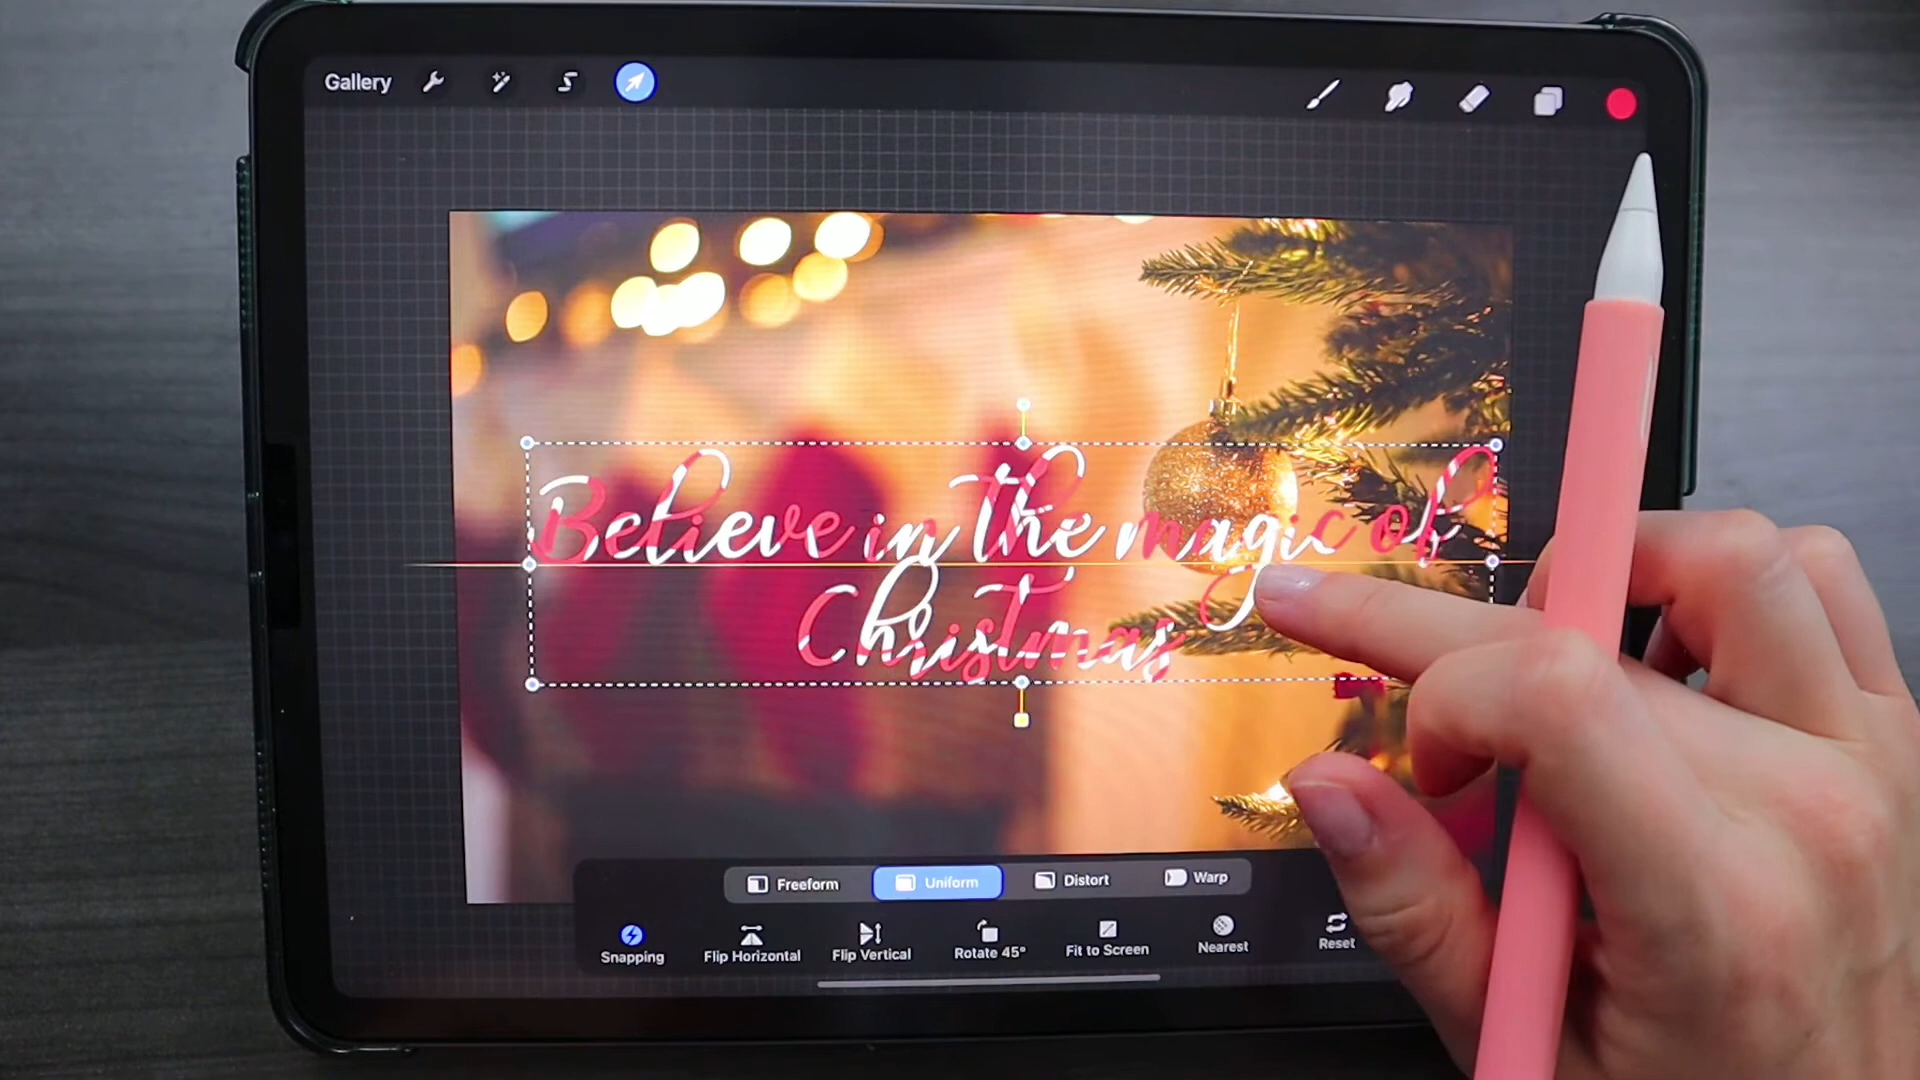 Gallery
Believe in the magic of
Christmas
Freeform Uniform Distort Warp
Snapping Flip Horizontal Flip Vertical Rotate 45° Fit to Screen Nearest Reset